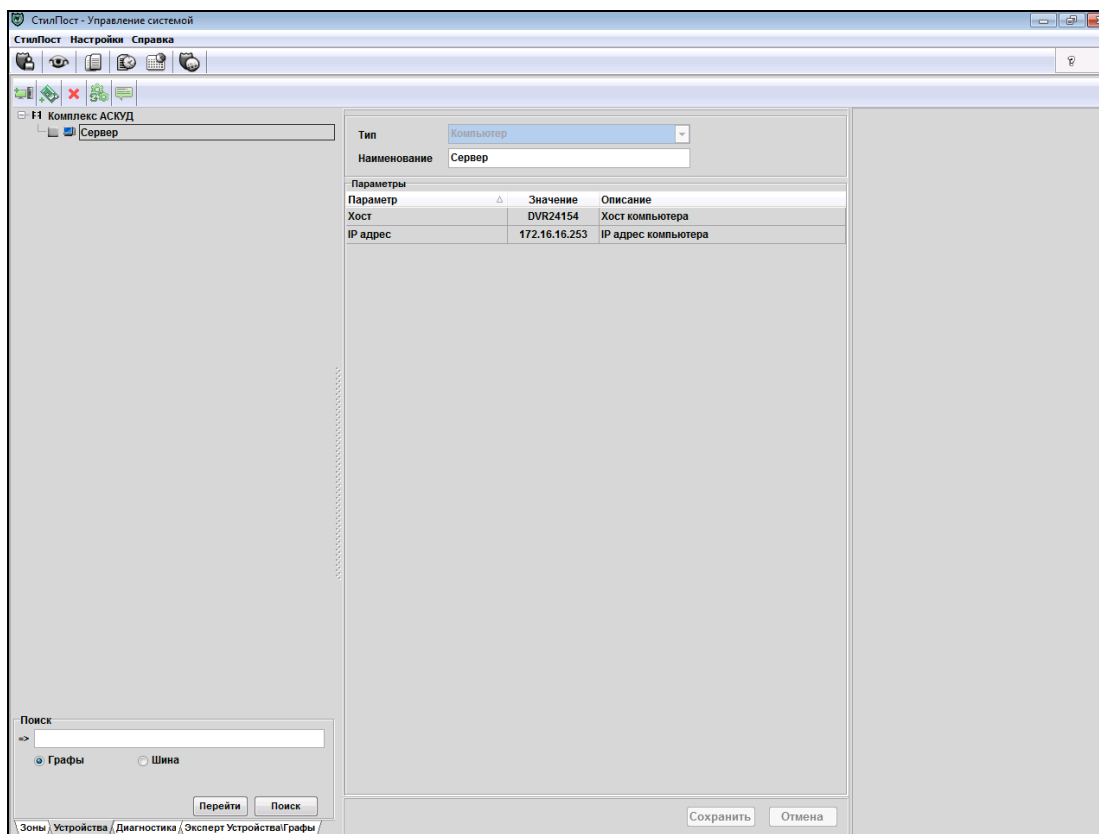 СтилПост - Управление системой
СтилПост Настройки Справка
Комплекс АСКУД
Сервер
Тип Компьютер
Наименование Сервер
Параметры
Параметр Значение Описание
Хост DVR24154 Хост компьютера
IP адрес 172.16.16.253 IP адрес компьютера
Поиск
=>
Графы Шина
Перейти Поиск
Сохранить Отмена
Зоны Устройства Диагностика Эксперт Устройства\Графы